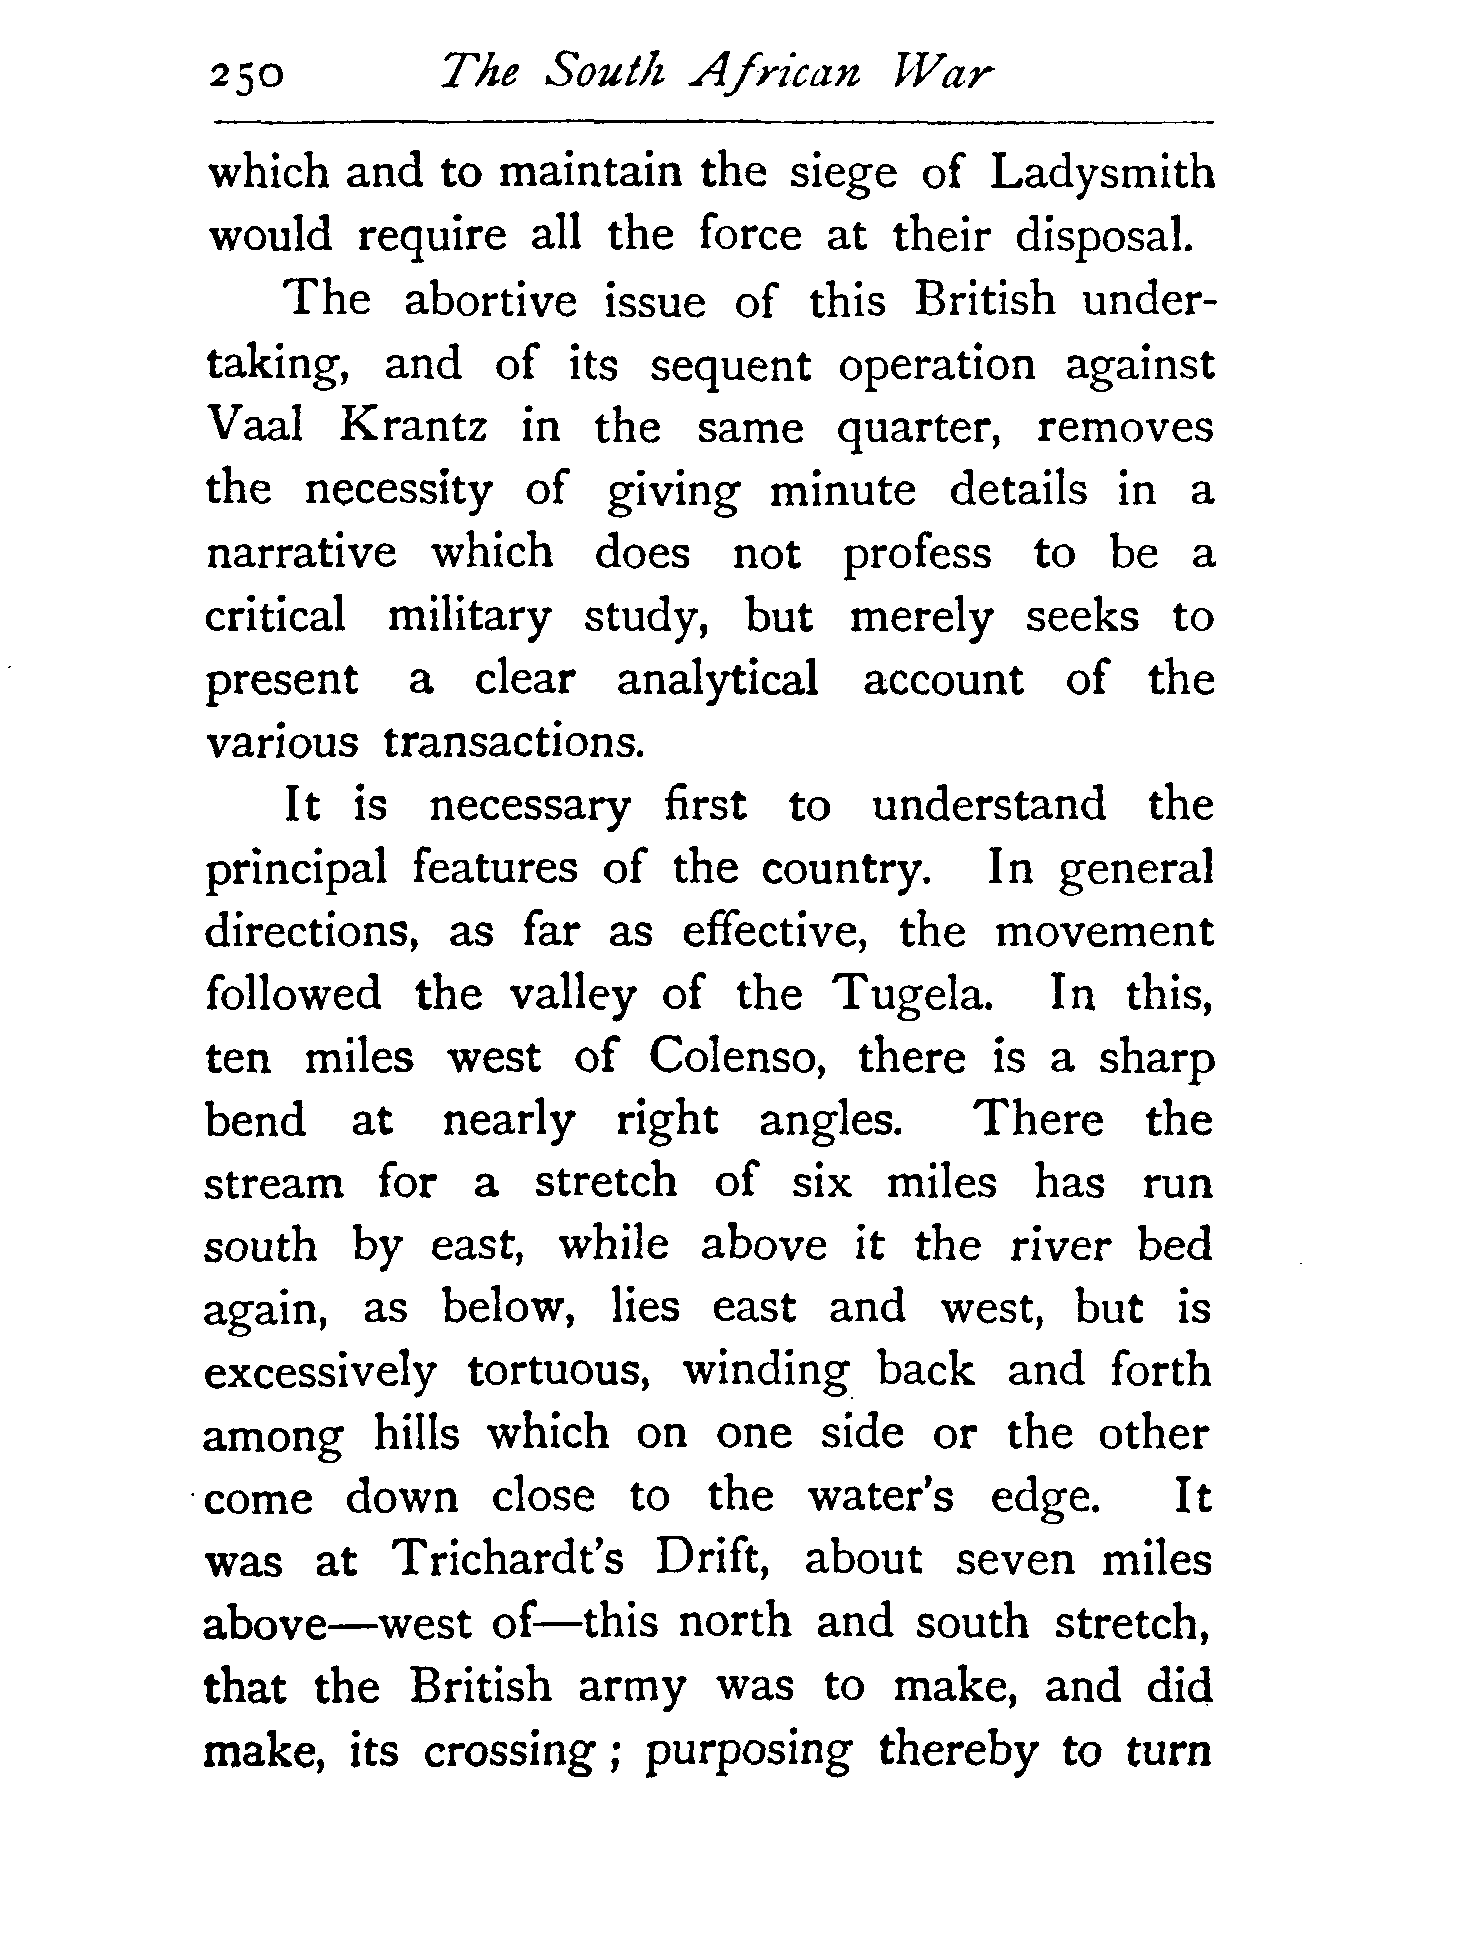 250 The South African War
which and to maintain the siege of Ladysmith
would require all the force at their disposal.
The abortive issue of this British under-
taking, and of its sequent operation against
Vaal Krantz in the same quarter, removes
the necessity of giving minute details in a
narrative which does not profess to be a
critical military study, but merely seeks to
present a clear analytical account of the
various transactions.
It is necessary first to understand the
principal features of the country. In general
directions, as far as effective, the movement
followed the valley of the Tugela. In this,
ten miles west of Colenso, there is a sharp
bend at nearly right angles. There the
stream for a stretch of six miles has run
south by east, while above it the river bed
again, as below, lies east and west, but is
excessively tortuous, winding back and forth
among hills which on one side or the other
come down close to the water's edge. It
was at Trichardt's Drift, about seven miles
above—west of—this north and south stretch,
that the British army was to make, and did
make, its crossing ; purposing thereby to turn